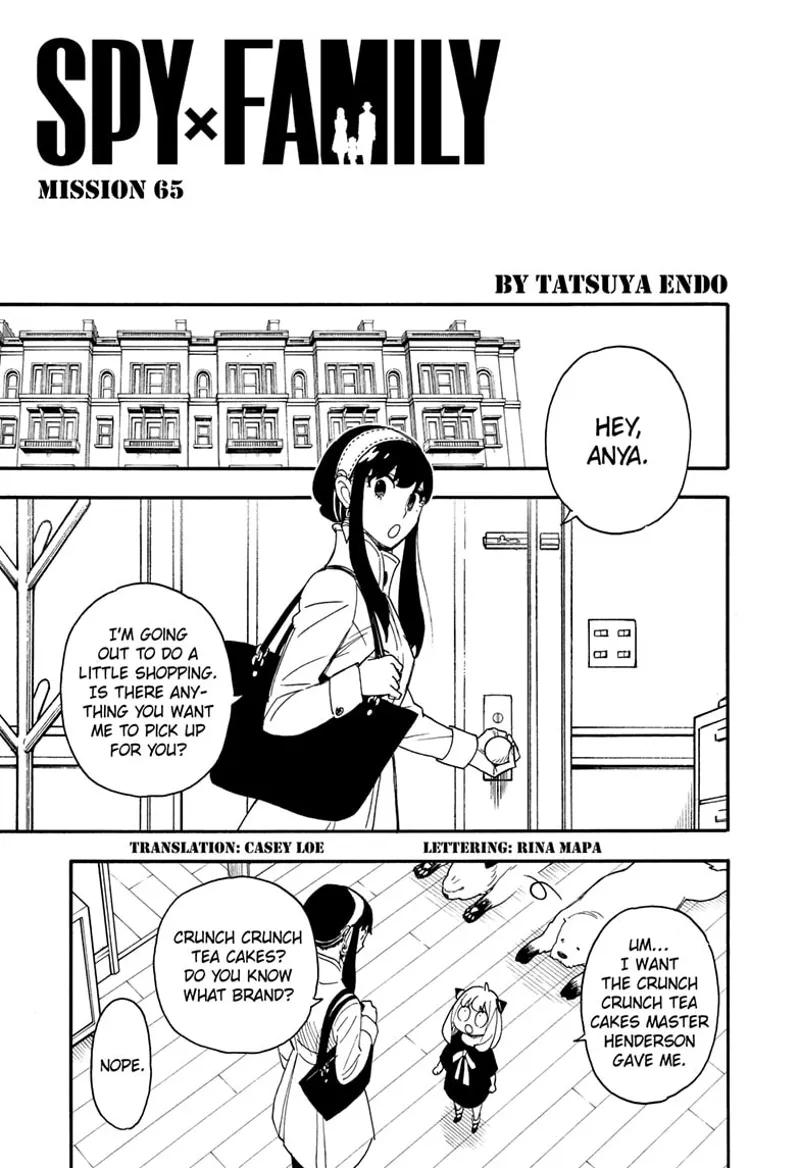 SPY×FAMILY
MISSION 65
BY TATSUYA ENDO
HEY,
ANYA.
I'M GOING
OUT TO DO A
LITTLE SHOPPING.
IS THERE ANY-
THING YOU WANT
ME TO PICK UP
FOR YOU?
TRANSLATION: CASEY LOE
LETTERING: RINA MAPA
UM...
I WANT
THE CRUNCH
CRUNCH TEA
CAKES MASTER
HENDERSON
GAVE ME.
CRUNCH CRUNCH
TEA CAKES?
DO YOU KNOW
WHAT BRAND?
NOPE.